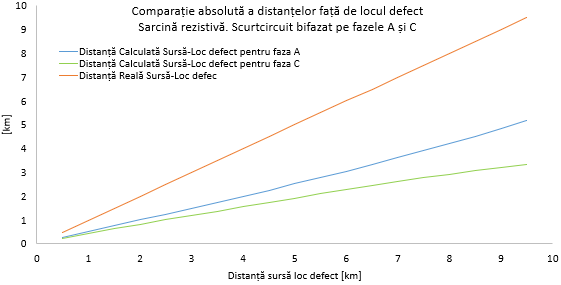 Comparație absolută a distanțelor față de locul defect
Sarcină rezistivă. Scurtcircuit bifazat pe fazele A și C
Distanță Calculată Sursă-Loc defect pentru faza A
Distanță Calculată Sursă-Loc defect pentru faza C
Distanță Reală Sursă-Loc defec
[km]
10
9
8
7
6
5
4
3
2
1
0
0 1 2 3 4 5 6 7 8 9 10
Distanță sursă loc defect [km]